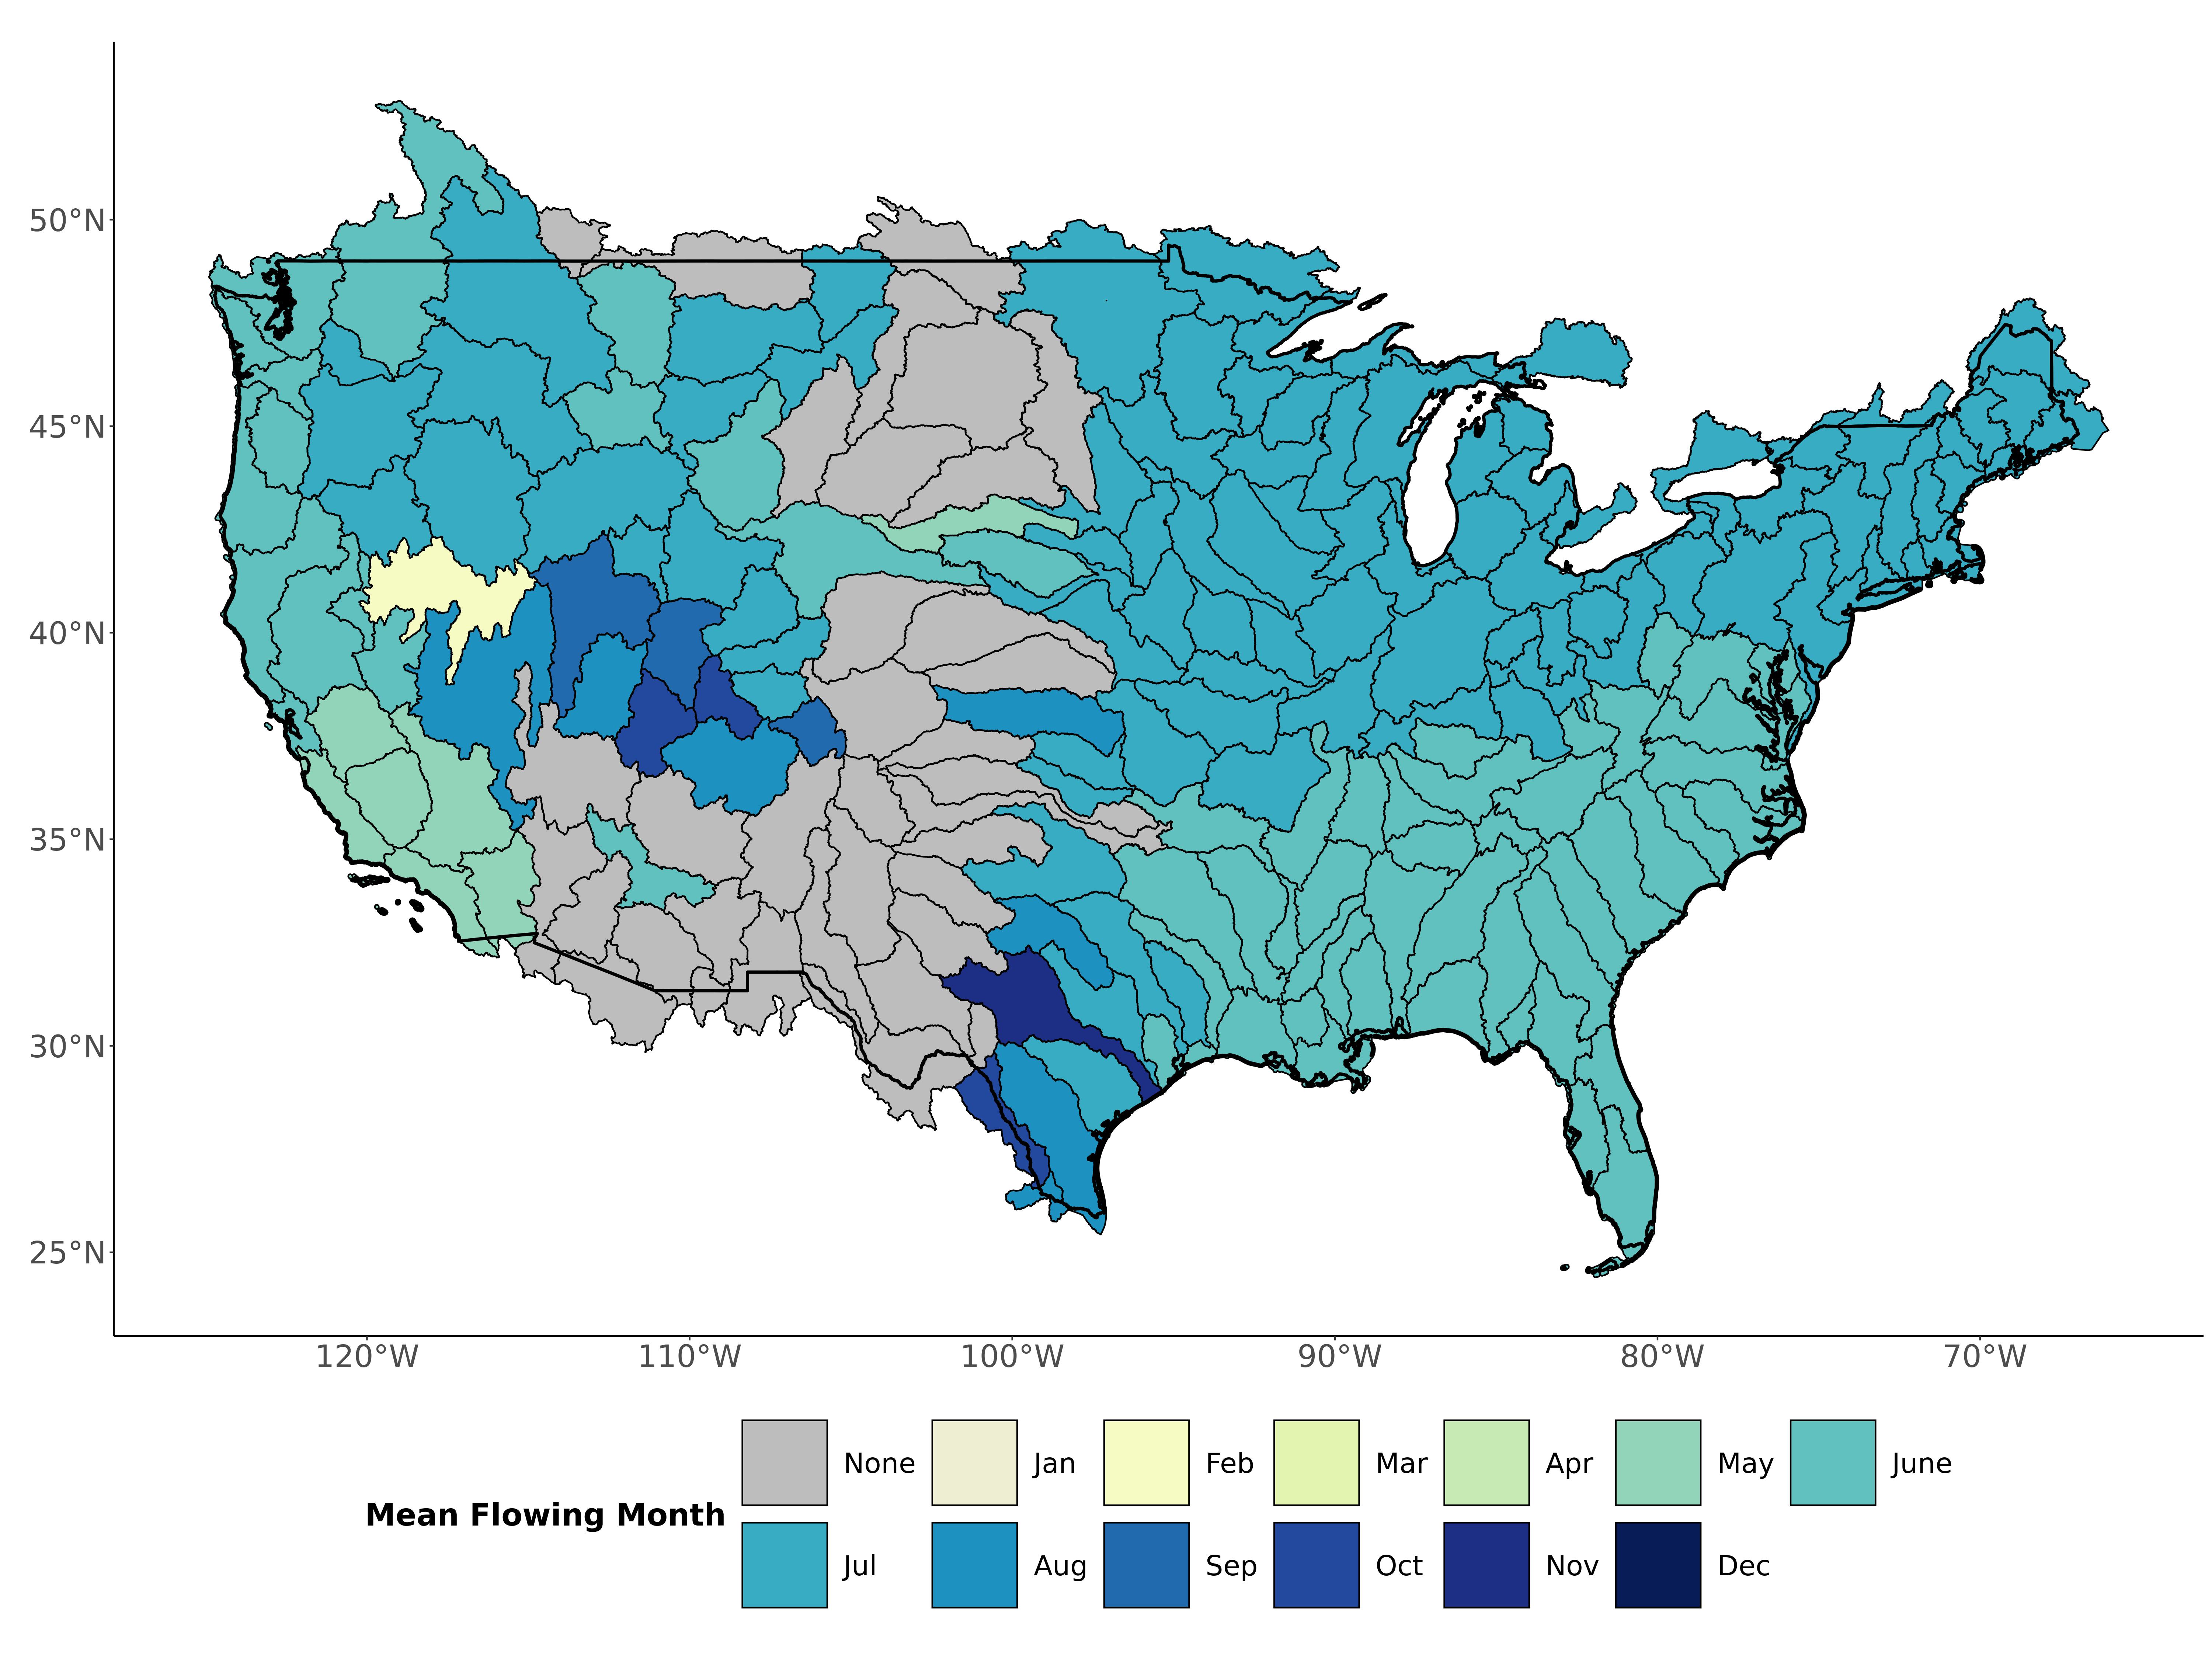 50°N
45°N
40°N
35°N
30°N
25°N
120°W 110°W 100°W 90°W 80°W 70°W
None Jan Feb Mar Apr May June
Mean Flowing Month
Jul Aug Sep Oct Nov Dec